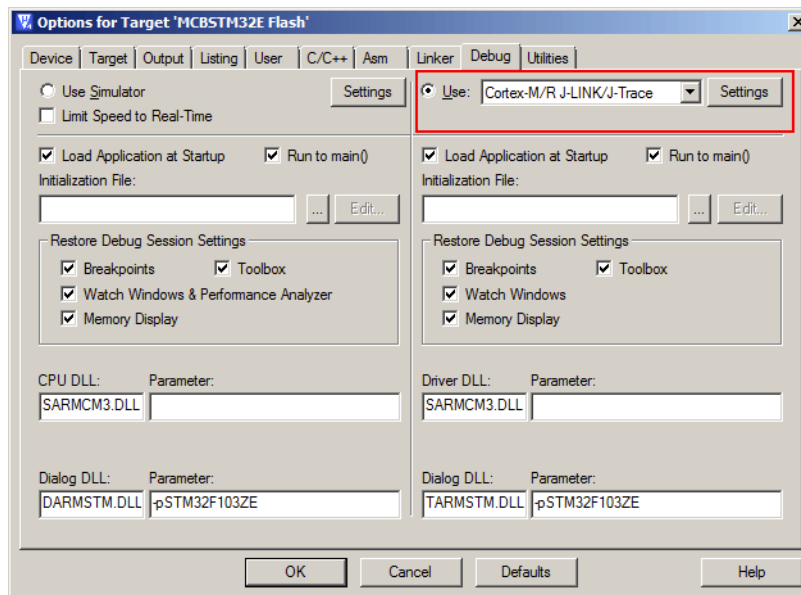 Options for Target 'MCBSTM32E Flash'
Device Target Output Listing User C/C++ Asm Linker Debug Utilities
Use Simulator Settings
Limit Speed to Real-Time
Use: Cortex-M/R J-LINK/J-Trace Settings
Load Application at Startup Run to main()
Initialization File:
... Edit...
Restore Debug Session Settings
Breakpoints Toolbox
Watch Windows & Performance Analyzer
Memory Display
CPU DLL: Parameter:
SARMCM3.DLL
Dialog DLL: Parameter:
DARMSTM.DLL -pSTM32F103ZE
Load Application at Startup Run to main()
Initialization File:
... Edit...
Restore Debug Session Settings
Breakpoints Toolbox
Watch Windows
Memory Display
Driver DLL: Parameter:
SARMCM3.DLL
Dialog DLL: Parameter:
TARMSTM.DLL -pSTM32F103ZE
OK Cancel Defaults Help